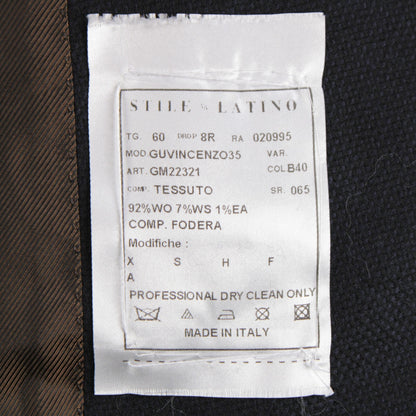 STILE LATINO
TG. 60 DROP 8R RA 020995
MOD. GUVINCENZO35 VAR.
ART. GM22321 COL. B40
COMP. TESSUTO SR. 065
92%WO 7%WS 1%EA
COMP. FODERA
Modifiche :
X S H F
A
PROFESSIONAL DRY CLEAN ONLY
MADE IN ITALY